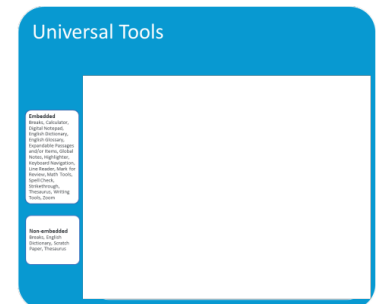 Universal Tools
Embedded
Breaks, Calculator,
Digital Notepad,
English Dictionary,
English Glossary,
Expandable Passages
and/or Items, Global
Notes, Highlighter,
Keyboard Navigation,
Line Reader, Mark for
Review, Math Tools,
Spell Check,
Strikethrough,
Thesaurus, Writing
Tools, Zoom
Non-embedded
Breaks, English
Dictionary, Scratch
Paper, Thesaurus